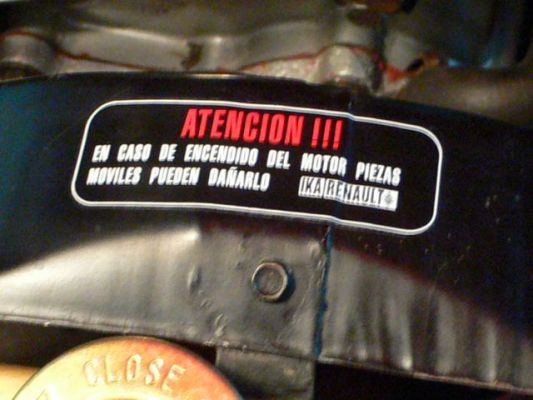 ATENCION !!!
EN CASO DE ENCENDIDO DEL MOTOR PIEZAS
MOVILES PUEDEN DAÑARLO IKA RENAULT
CLOSE